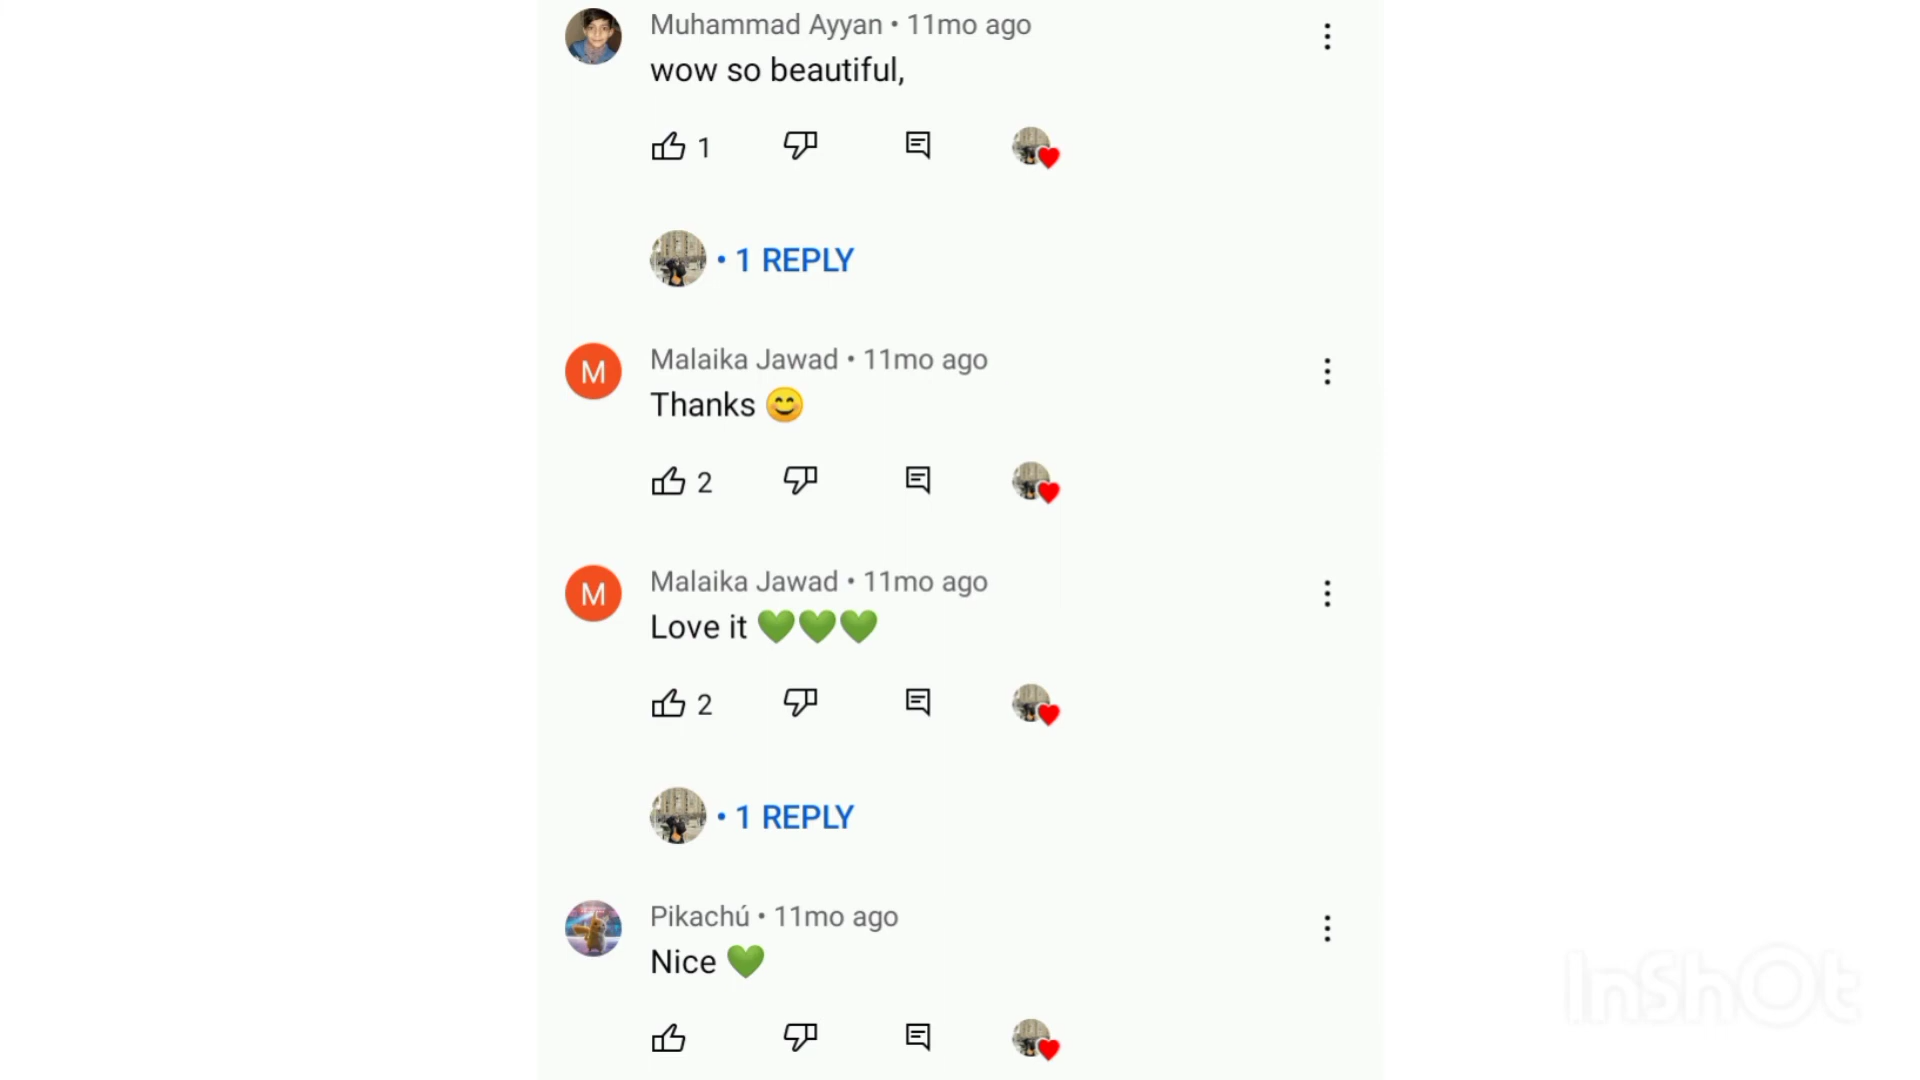 Muhammad Ayyan • 11mo ago
wow so beautiful,
1
• 1 REPLY
M
Malaika Jawad • 11mo ago
Thanks 😊
2
M
Malaika Jawad • 11mo ago
Love it 💚💚💚
2
• 1 REPLY
Pikachú • 11mo ago
Nice 💚
InShOt